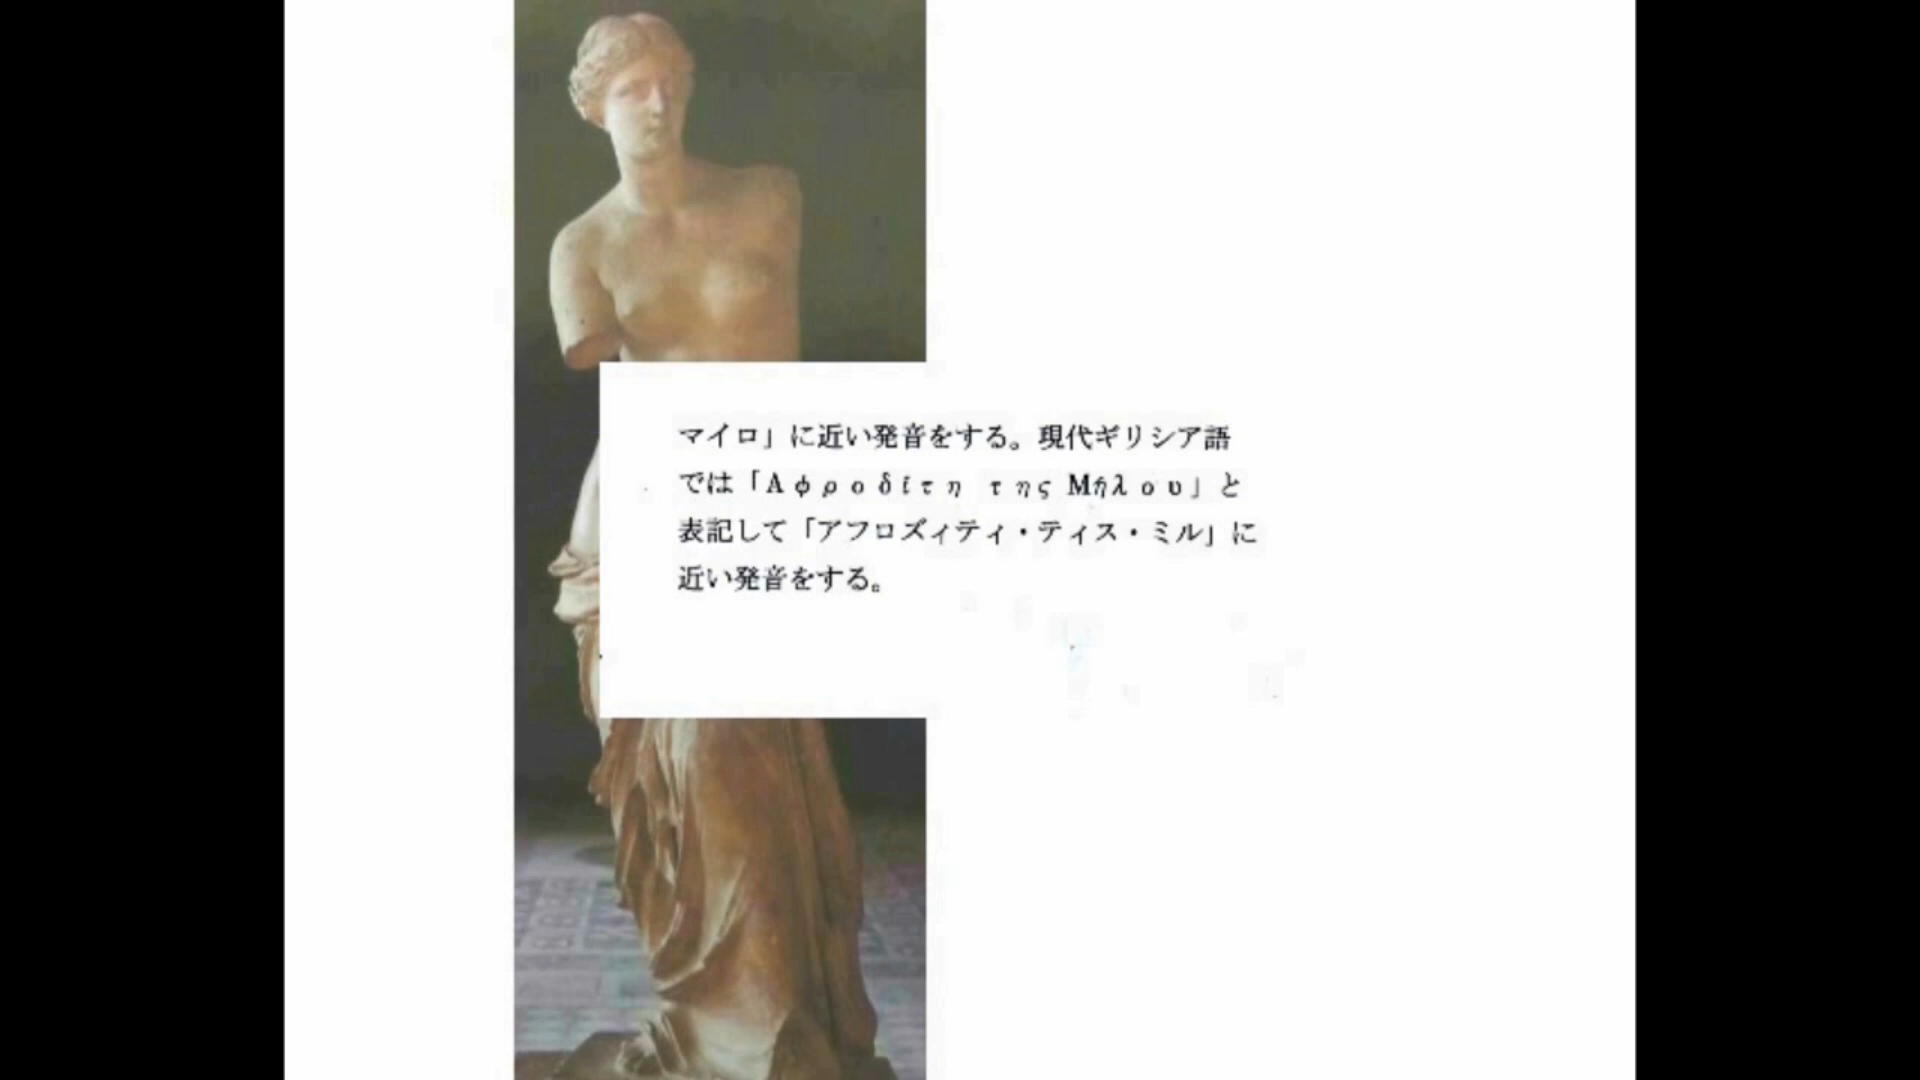 マイロ」に近い発音をする。現代ギリシア語
では「Αφροδίτη της Μήλου」と
表記して「アフロズィティ・ティス・ミル」に
近い発音をする。